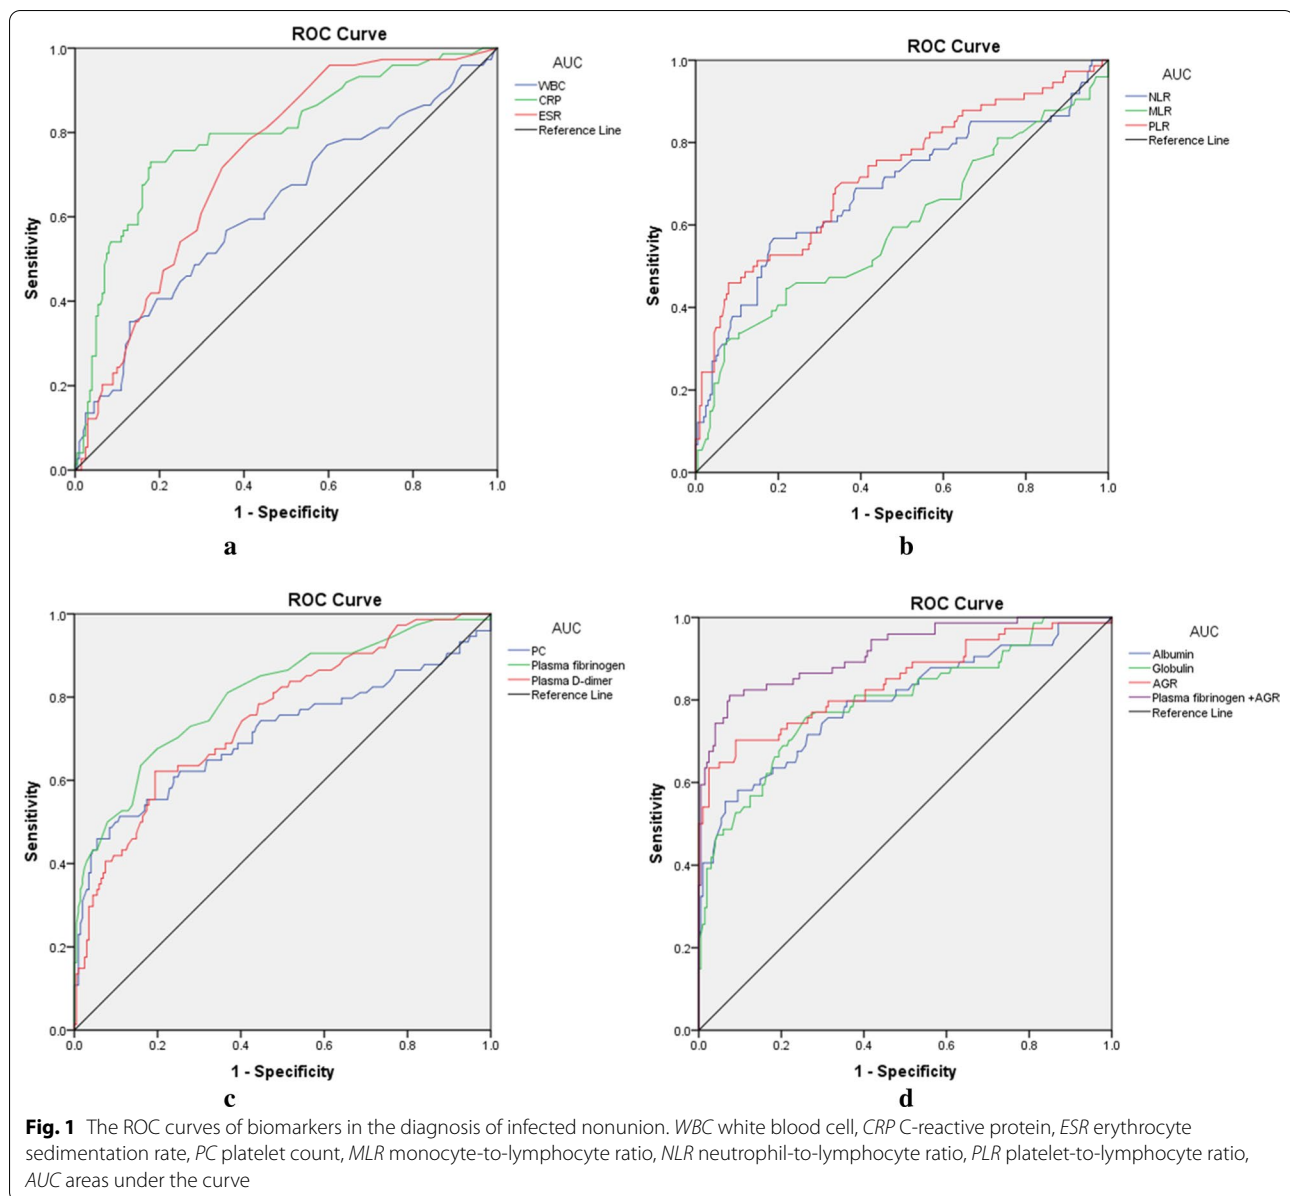 ROC Curve
AUC
WBC
CRP
ESR
Reference Line
1.0
0.8
0.6
0.4
0.2
0.0
Sensitivity
0.0 0.2 0.4 0.6 0.8 1.0
1 - Specificity
a
ROC Curve
AUC
NLR
MLR
PLR
Reference Line
1.0
0.8
0.6
0.4
0.2
0.0
Sensitivity
0.0 0.2 0.4 0.6 0.8 1.0
1 - Specificity
b
ROC Curve
AUC
PC
Plasma fibrinogen
Plasma D-dimer
Reference Line
1.0
0.8
0.6
0.4
0.2
0.0
Sensitivity
0.0 0.2 0.4 0.6 0.8 1.0
1 - Specificity
c
ROC Curve
AUC
Albumin
Globulin
AGR
Plasma fibrinogen +AGR
Reference Line
1.0
0.8
0.6
0.4
0.2
0.0
Sensitivity
0.0 0.2 0.4 0.6 0.8 1.0
1 - Specificity
d
Fig. 1 The ROC curves of biomarkers in the diagnosis of infected nonunion. WBC white blood cell, CRP C-reactive protein, ESR erythrocyte
sedimentation rate, PC platelet count, MLR monocyte-to-lymphocyte ratio, NLR neutrophil-to-lymphocyte ratio, PLR platelet-to-lymphocyte ratio,
AUC areas under the curve